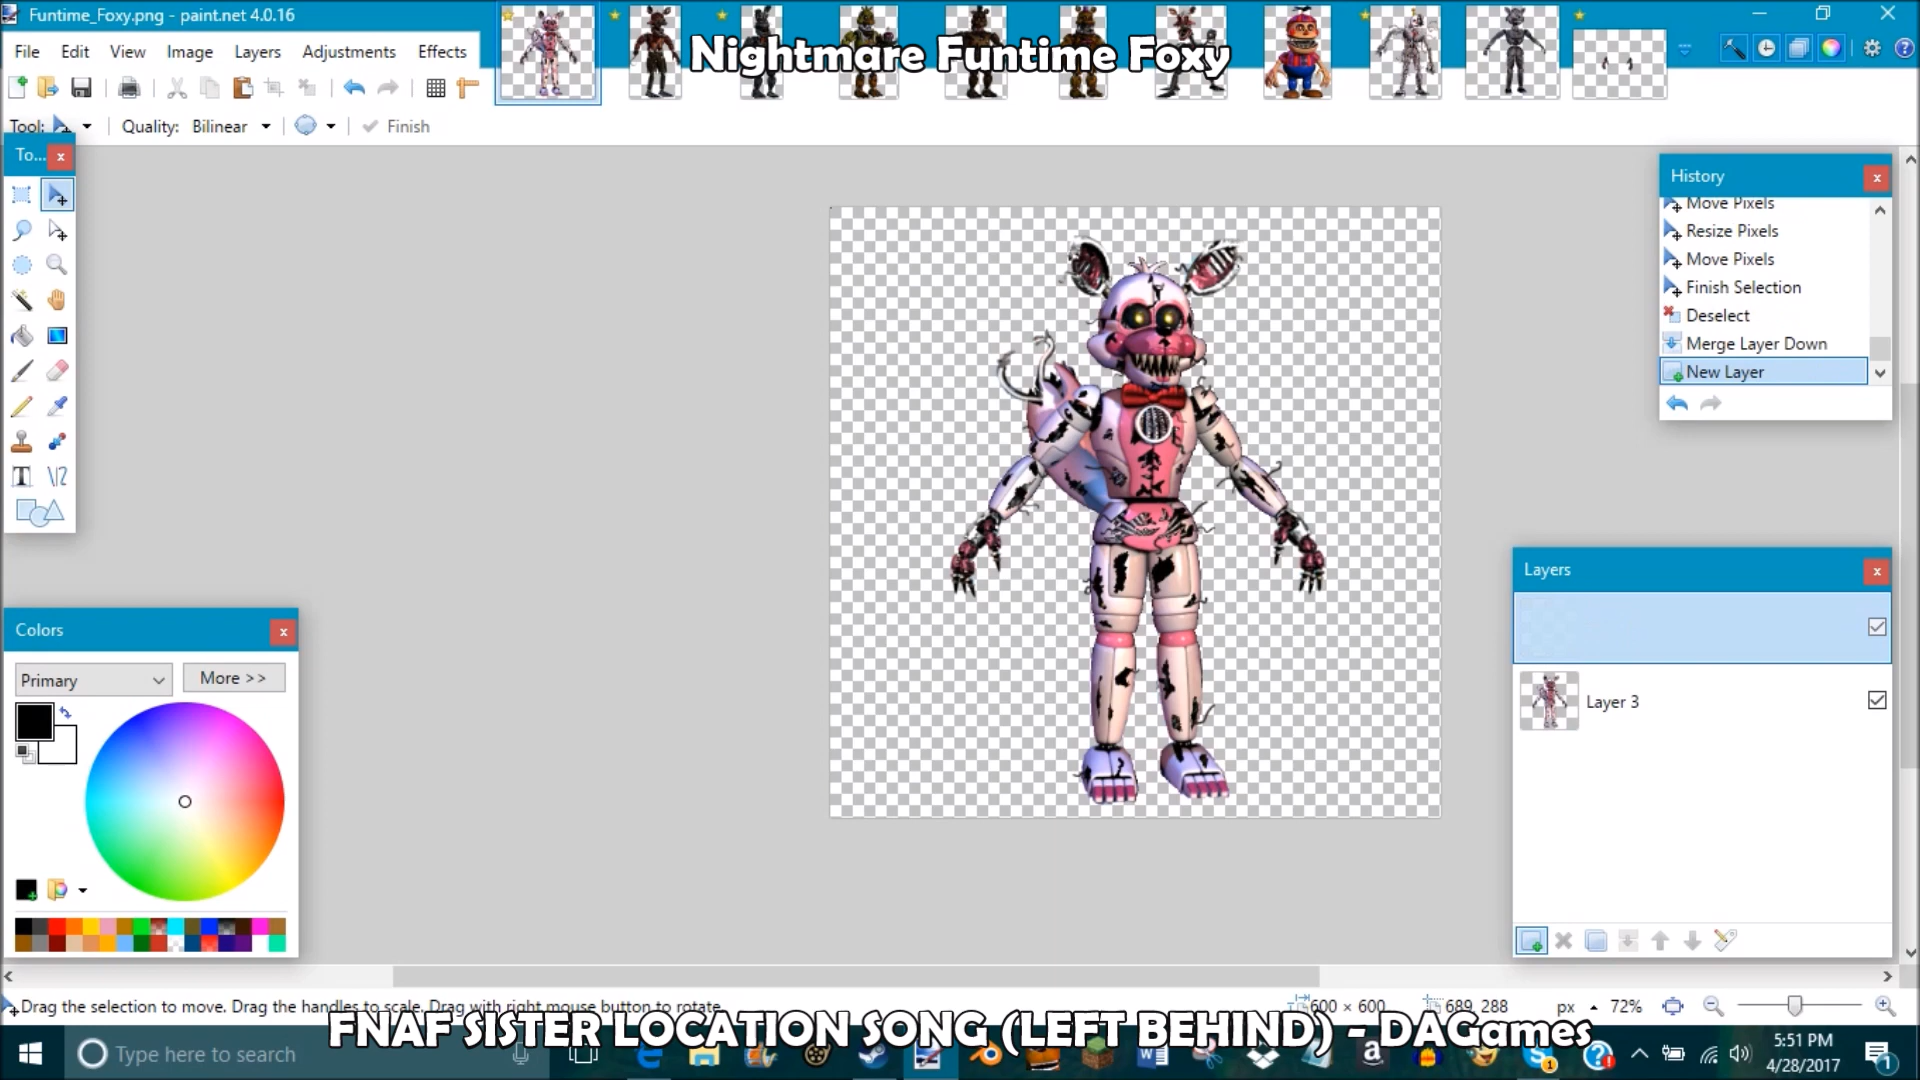 Funtime_Foxy.png - paint.net 4.0.16
File Edit View Image Layers Adjustments Effects
Nightmare Funtime Foxy
Tool: Quality: Bilinear Finish
To...
History
Move Pixels
Resize Pixels
Move Pixels
Finish Selection
Deselect
Merge Layer Down
New Layer
Layers
Layer 3
Colors
Primary More >>
Drag the selection to move. Drag the handles to scale. Drag with right mouse button to rotate.
600 × 600 689, 288 px 72%
FNAF SISTER LOCATION SONG (LEFT BEHIND) - DAGames
Type here to search
5:51 PM
4/28/2017